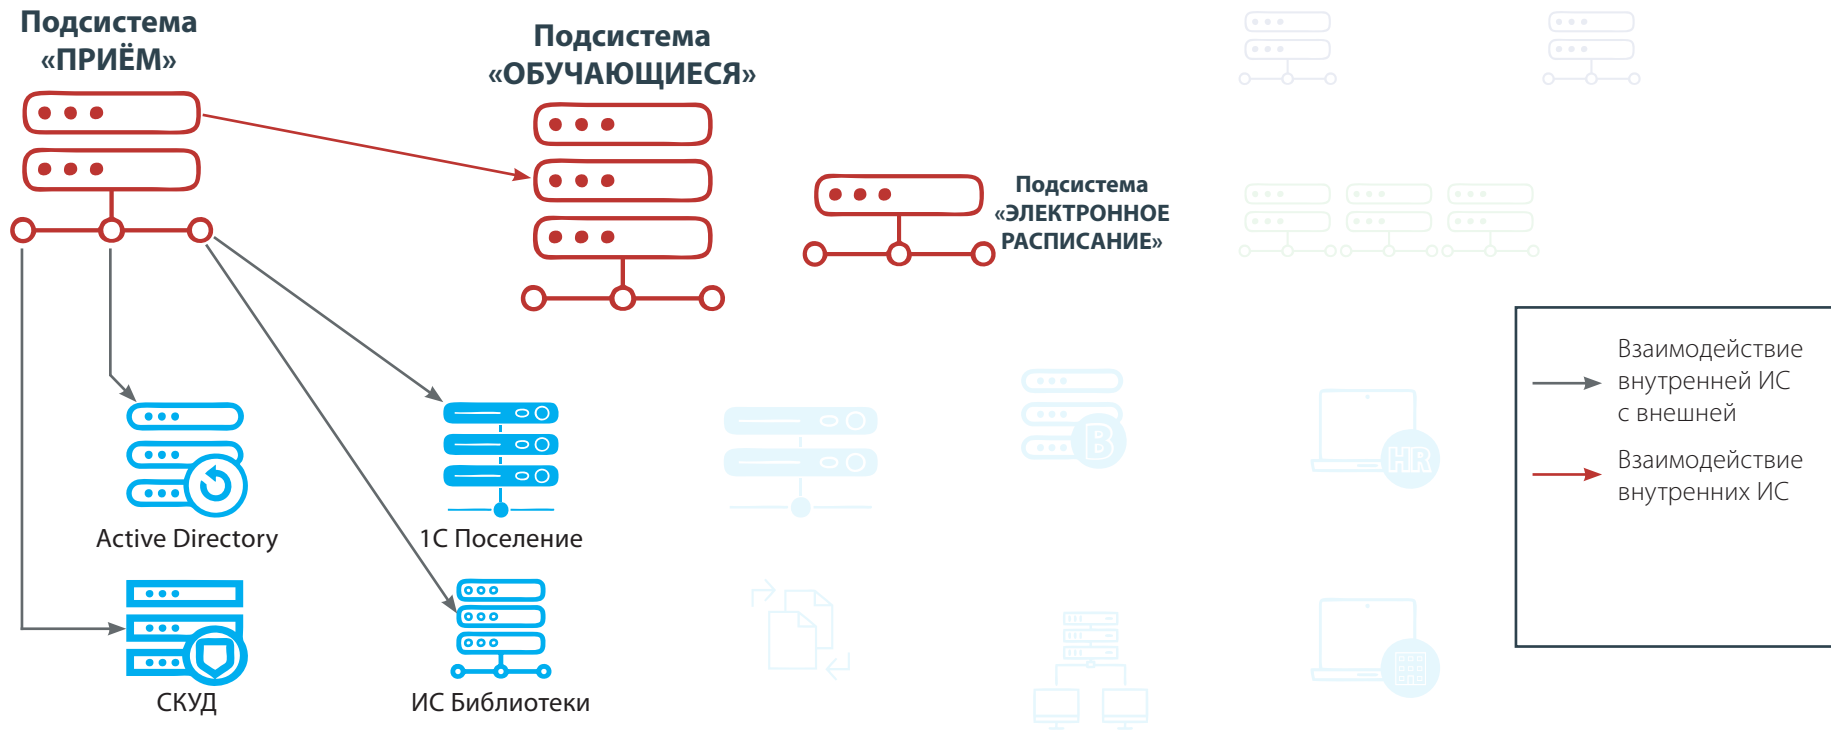 Подсистема
«ПРИЁМ»
Подсистема
«ОБУЧАЮЩИЕСЯ»
Подсистема
«ЭЛЕКТРОННОЕ
РАСПИСАНИЕ»
Взаимодействие
внутренней ИС
с внешней
Взаимодействие
внутренних ИС
B
HR
Active Directory
1С Поселение
СКУД
ИС Библиотеки